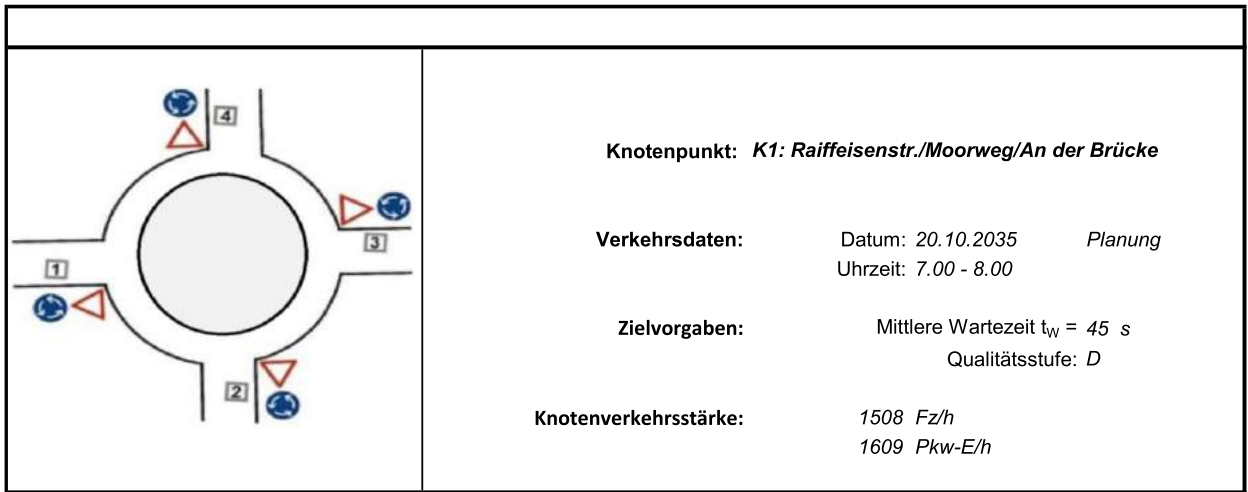 4
3
1
2
Knotenpunkt: K1: Raiffeisenstr./Moorweg/An der Brücke
Verkehrsdaten: Datum: 20.10.2035 Planung
Uhrzeit: 7.00 - 8.00
Zielvorgaben: Mittlere Wartezeit tW = 45 s
Qualitätsstufe: D
Knotenverkehrsstärke: 1508 Fz/h
1609 Pkw-E/h